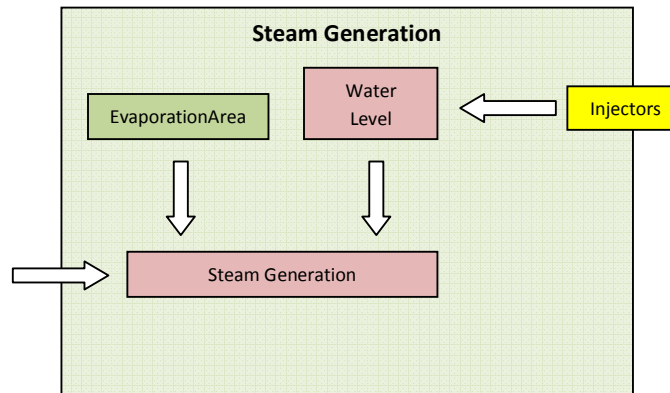 Steam Generation
EvaporationArea
Water
Level
Injectors
Steam Generation